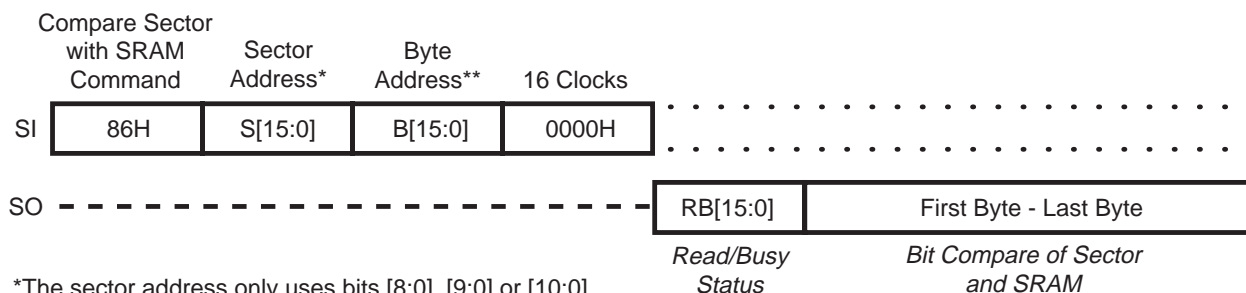 Compare Sector
with SRAM
Command
Sector
Address*
Byte
Address**
16 Clocks
SI
86H
S[15:0]
B[15:0]
0000H
SO
RB[15:0]
First Byte - Last Byte
Read/Busy
Status
Bit Compare of Sector
and SRAM
*The sector address only uses bits [8:0], [9:0] or [10:0]